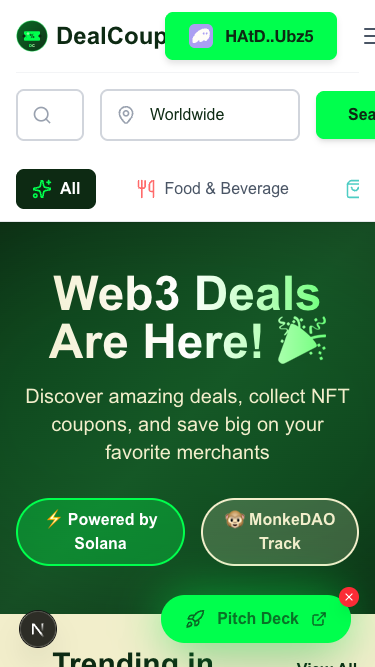 DealCoup
HAtD..Ubz5
Worldwide
Sea
All
Food & Beverage
Web3 Deals
Are Here!
Discover amazing deals, collect NFT
coupons, and save big on your
favorite merchants
⚡ Powered by
Solana
🐵 MonkeDAO
Track
Pitch Deck
N
Trending in
View All